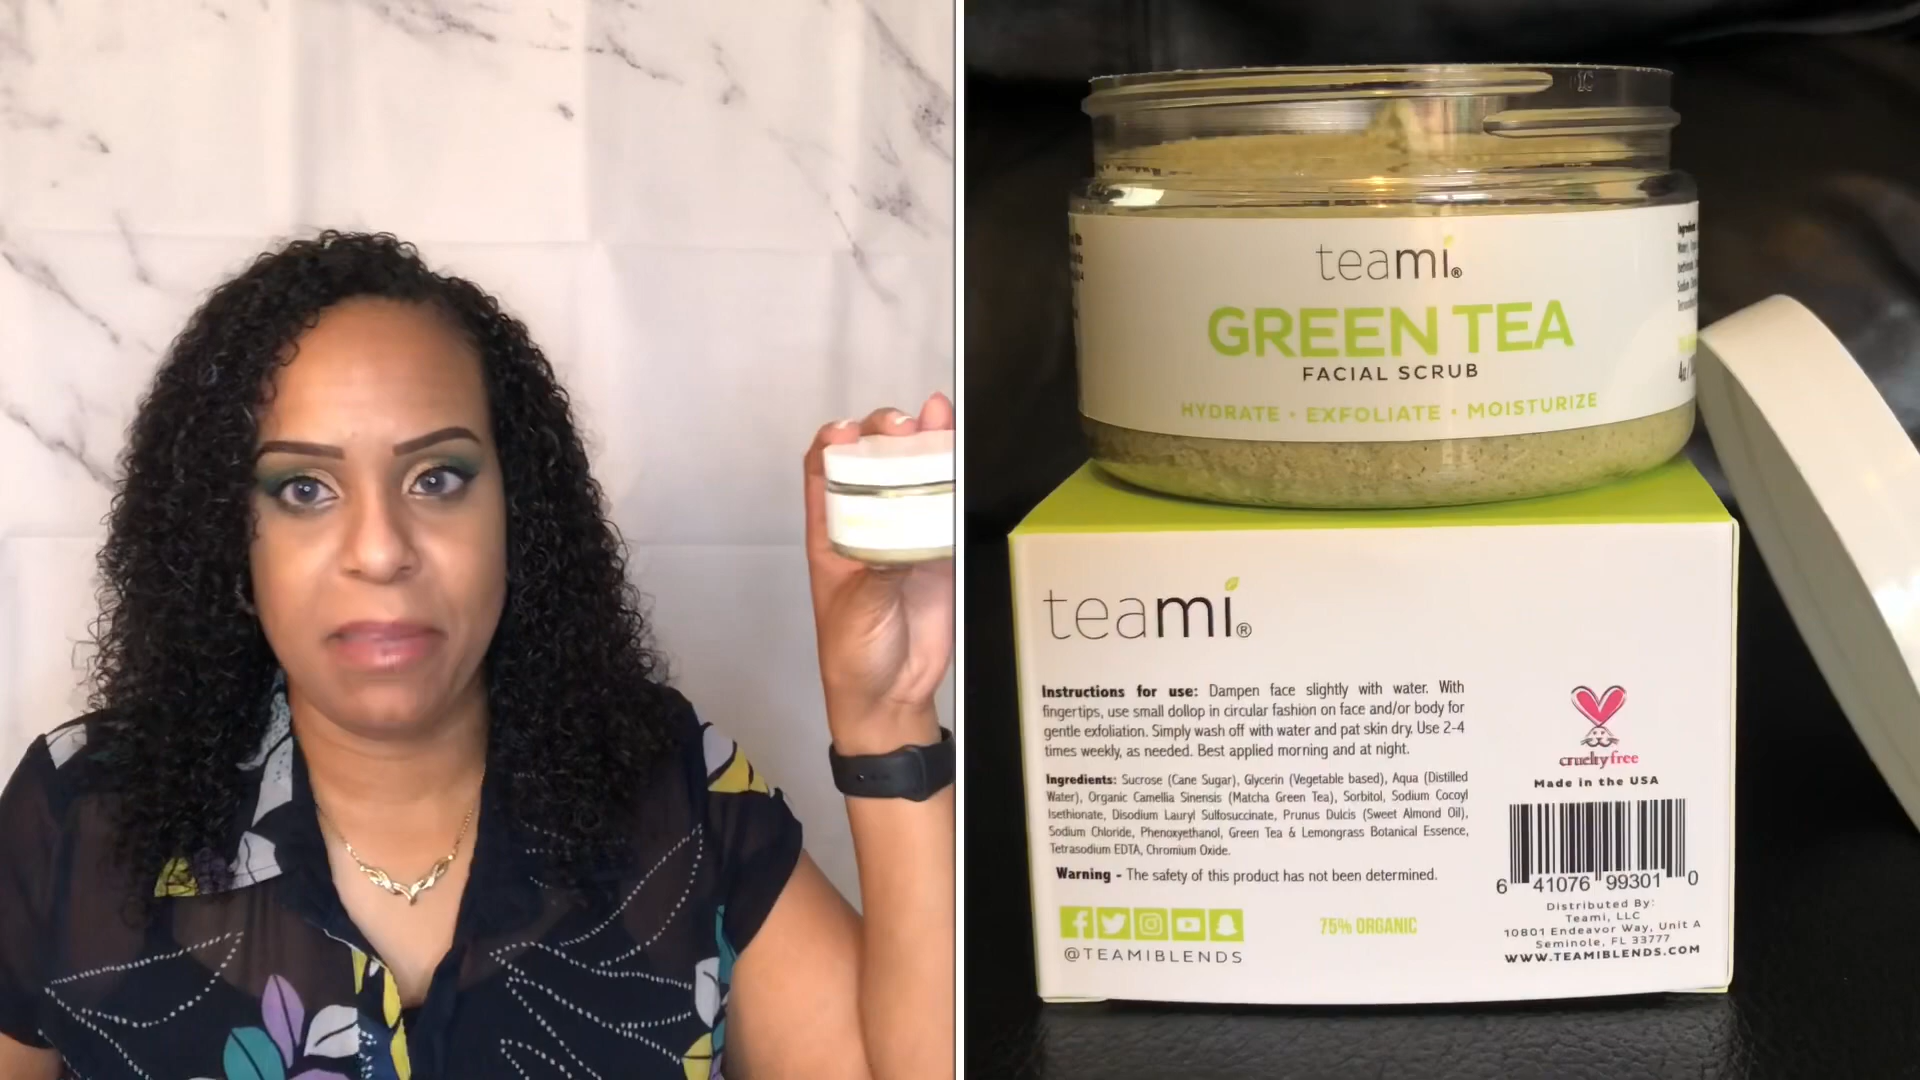 teami®
GREEN TEA
FACIAL SCRUB
HYDRATE • EXFOLIATE • MOISTURIZE
teami®
Instructions for use: Dampen face slightly with water. With
fingertips, use small dollop in circular fashion on face and/or body for
gentle exfoliation. Simply wash off with water and pat skin dry. Use 2-4
times weekly, as needed. Best applied morning and at night.
Ingredients: Sucrose (Cane Sugar), Glycerin (Vegetable based), Aqua (Distilled
Water), Organic Camellia Sinensis (Matcha Green Tea), Sorbitol, Sodium Cocoyl
Isethionate, Disodium Lauryl Sulfosuccinate, Prunus Dulcis (Sweet Almond Oil),
Sodium Chloride, Phenoxyethanol, Green Tea & Lemongrass Botanical Essence,
Tetrasodium EDTA, Chromium Oxide.
Warning - The safety of this product has not been determined.
@TEAMIBLENDS
75% ORGANIC
cruelty free
Made in the USA
6 41076 99301 0
Distributed By:
Teami, LLC
10801 Endeavor Way, Unit A
Seminole, FL 33777
WWW.TEAMIBLENDS.COM